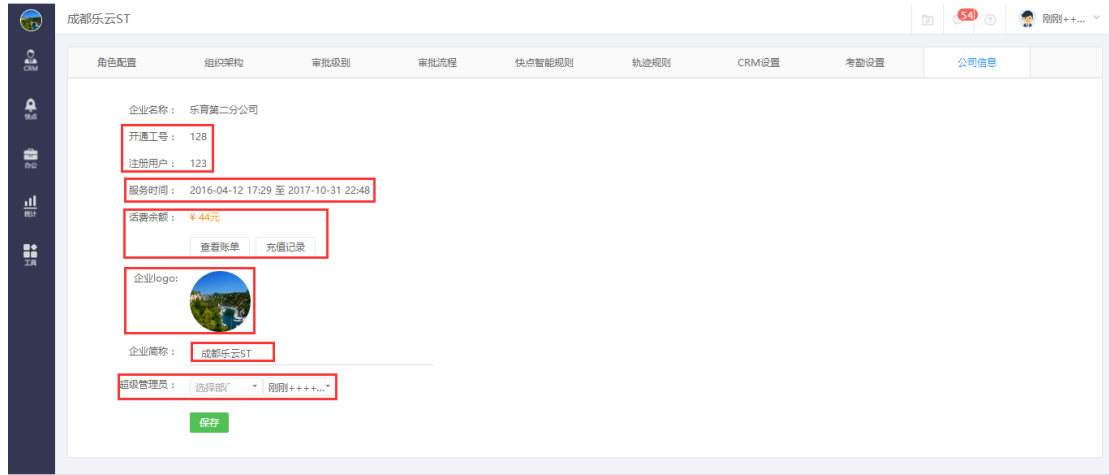 成都乐云ST
54
刚刚++...
CRM
快点
办公
统计
工具
角色配置 组织架构 审批级别 审批流程 快点智能规则 轨迹规则 CRM设置 考勤设置 公司信息
企业名称： 乐育第二分公司
开通工号： 128
注册用户： 123
服务时间： 2016-04-12 17:29 至 2017-10-31 22:48
话费余额： ¥ 44元
查看账单 充值记录
企业logo:
企业简称： 成都乐云ST
超级管理员： 选择部门 刚刚++++...
保存